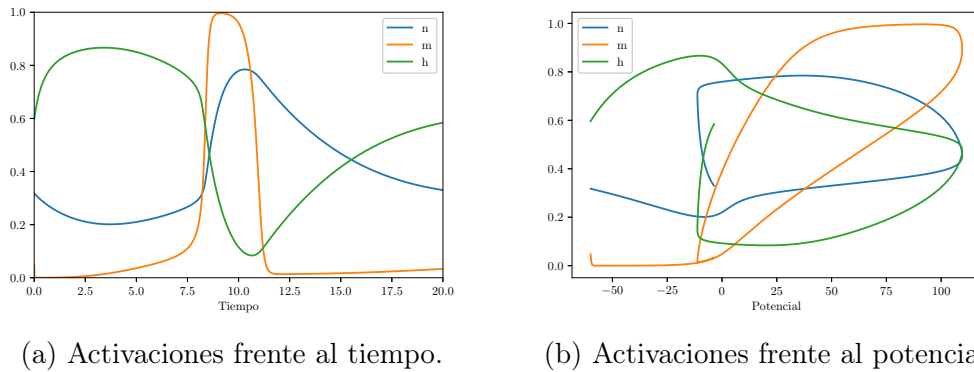 1.0
0.8
0.6
0.4
0.2
0.0
0.0 2.5 5.0 7.5 10.0 12.5 15.0 17.5 20.0
Tiempo
n
m
h
(a) Activaciones frente al tiempo.
1.0
0.8
0.6
0.4
0.2
0.0
−50 −25 0 25 50 75 100
Potencial
n
m
h
(b) Activaciones frente al potencia